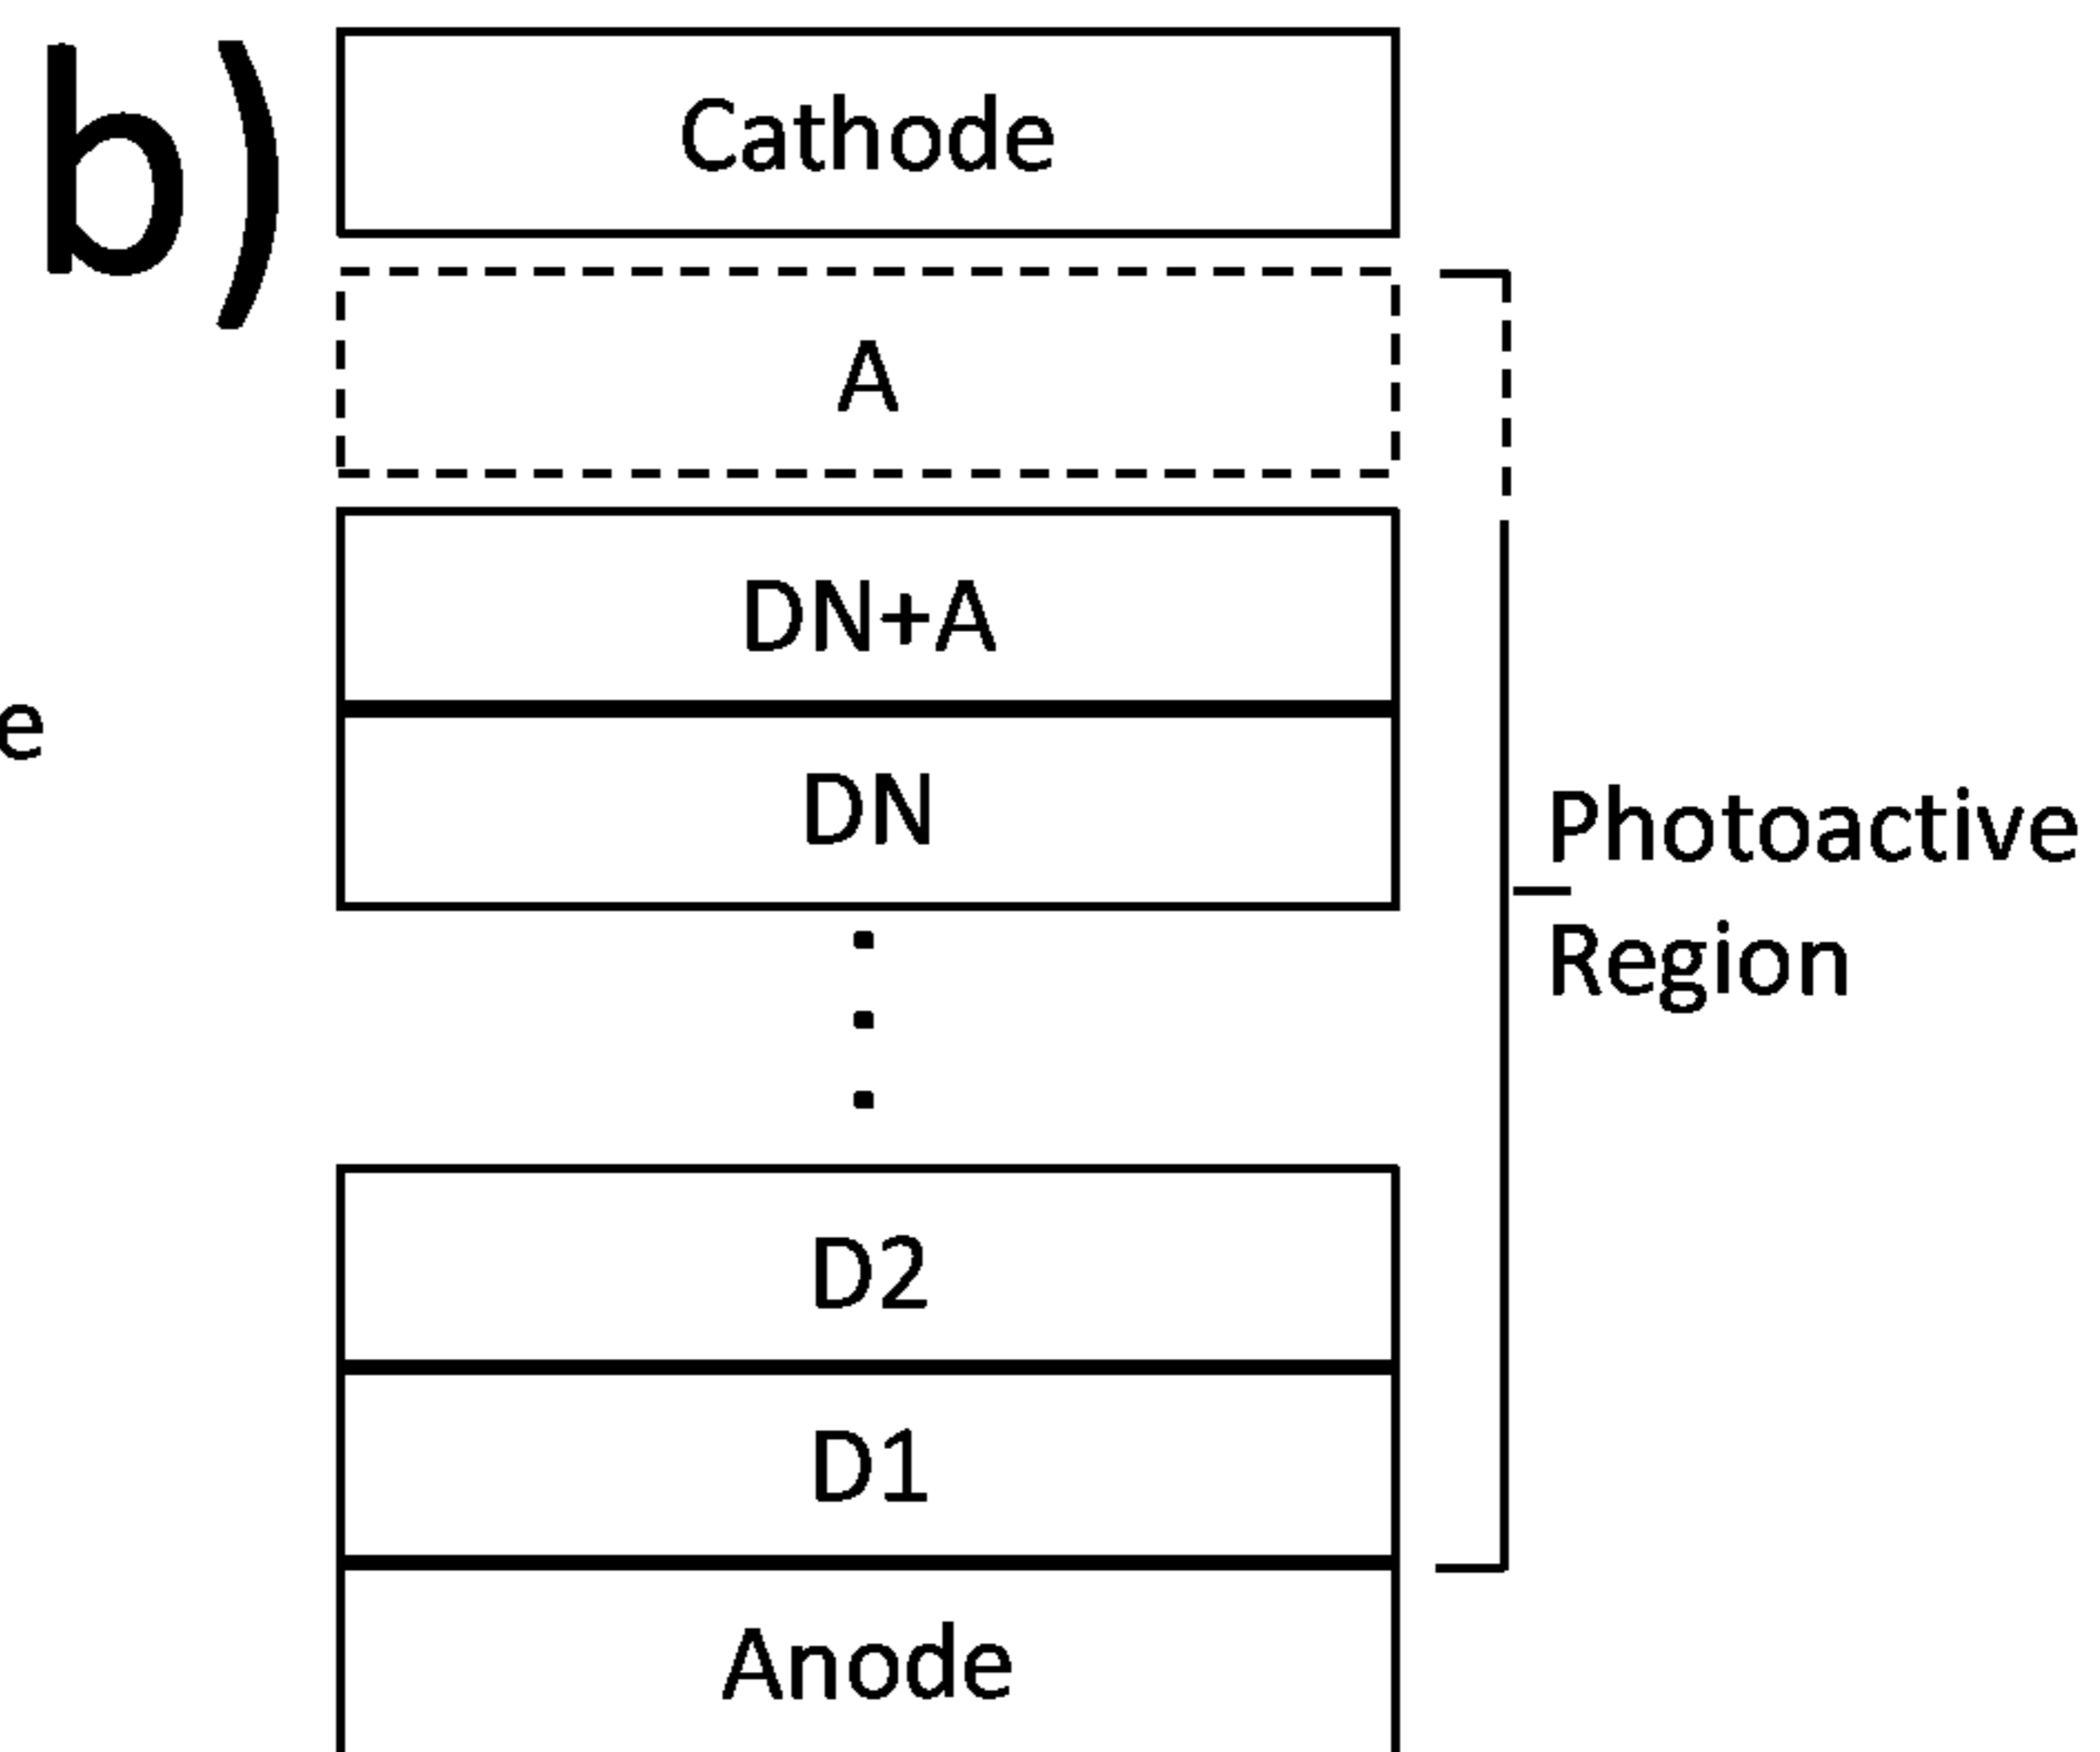 b)
Cathode
A
DN+A
e
DN
Photoactive
Region
D2
D1
Anode